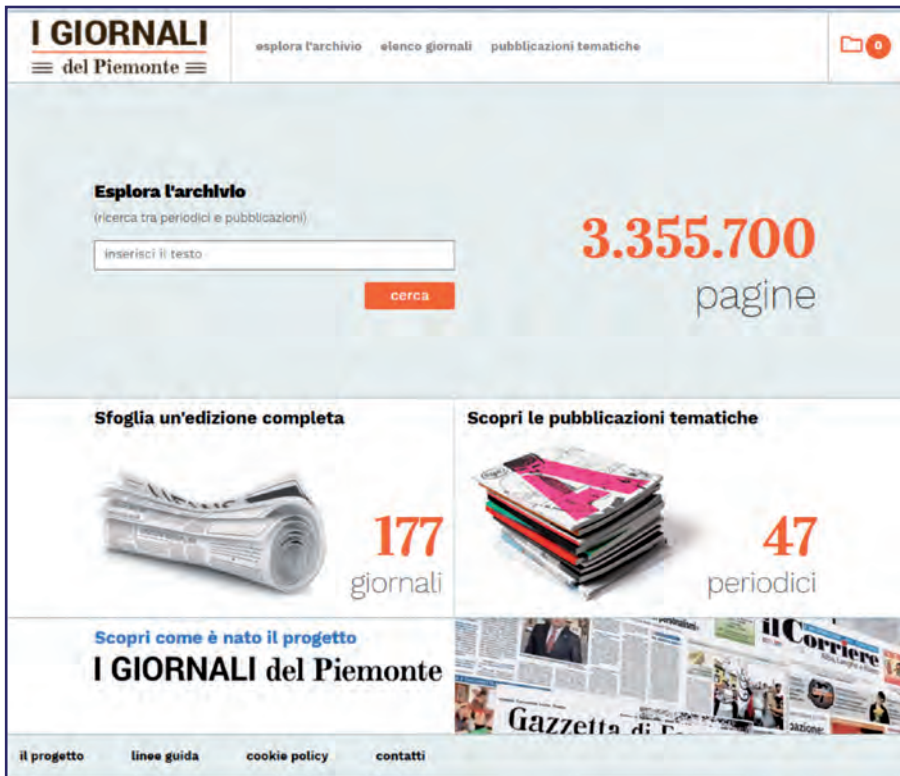 I GIORNALI
del Piemonte
esplora l'archivio elenco giornali pubblicazioni tematiche
0
Esplora l'archivio
(ricerca tra periodici e pubblicazioni)
inserisci il testo
cerca
3.355.700
pagine
Sfoglia un'edizione completa
177
giornali
Scopri le pubblicazioni tematiche
47
periodici
Scopri come è nato il progetto
I GIORNALI del Piemonte
il Corriere
Gazzetta di
il progetto linee guida cookie policy contatti